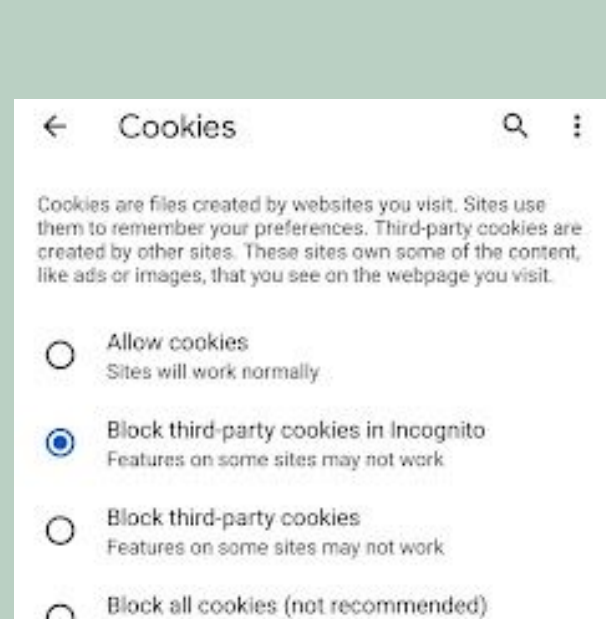 Cookies
Cookies are files created by websites you visit. Sites use
them to remember your preferences. Third-party cookies are
created by other sites. These sites own some of the content,
like ads or images, that you see on the webpage you visit.
Allow cookies
Sites will work normally
Block third-party cookies in Incognito
Features on some sites may not work
Block third-party cookies
Features on some sites may not work
Block all cookies (not recommended)